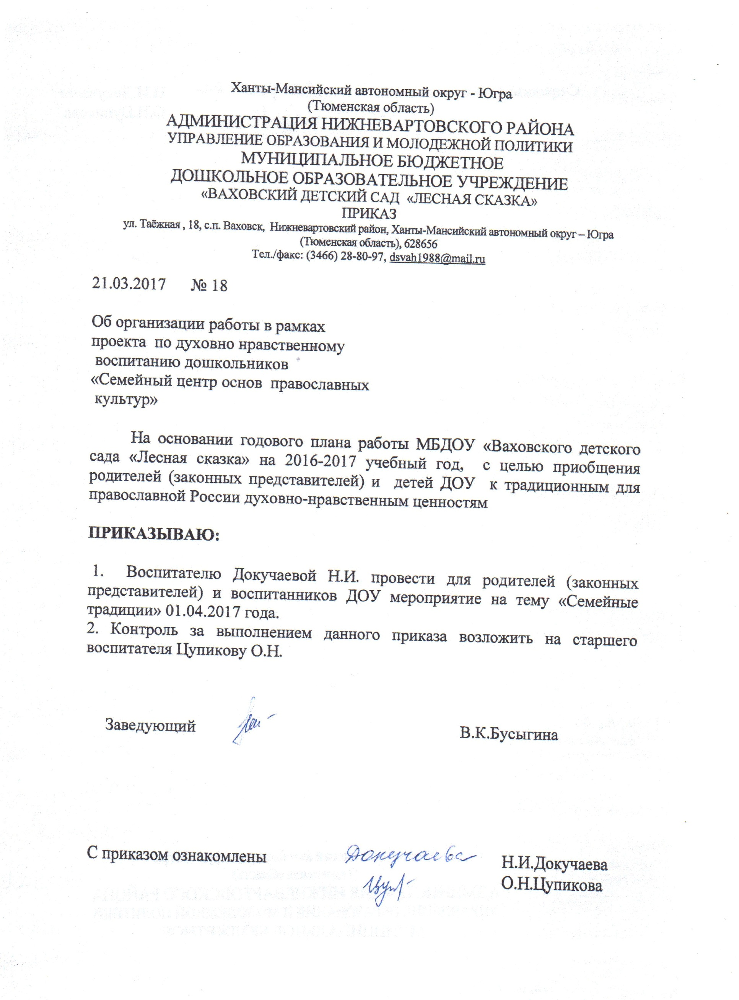 Ханты-Мансийский автономный округ - Югра
(Тюменская область)
АДМИНИСТРАЦИЯ НИЖНЕВАРТОВСКОГО РАЙОНА
УПРАВЛЕНИЕ ОБРАЗОВАНИЯ И МОЛОДЕЖНОЙ ПОЛИТИКИ
МУНИЦИПАЛЬНОЕ БЮДЖЕТНОЕ
ДОШКОЛЬНОЕ ОБРАЗОВАТЕЛЬНОЕ УЧРЕЖДЕНИЕ
«ВАХОВСКИЙ ДЕТСКИЙ САД «ЛЕСНАЯ СКАЗКА»
ПРИКАЗ
ул. Таёжная , 18, с.п. Ваховск, Нижневартовский район, Ханты-Мансийский автономный округ – Югра
(Тюменская область), 628656
Тел./факс: (3466) 28-80-97, dsvah1988@mail.ru
21.03.2017 № 18
Об организации работы в рамках
проекта по духовно нравственному
воспитанию дошкольников
«Семейный центр основ православных
культур»
На основании годового плана работы МБДОУ «Ваховского детского
сада «Лесная сказка» на 2016-2017 учебный год, с целью приобщения
родителей (законных представителей) и детей ДОУ к традиционным для
православной России духовно-нравственным ценностям
ПРИКАЗЫВАЮ:
1. Воспитателю Докучаевой Н.И. провести для родителей (законных
представителей) и воспитанников ДОУ мероприятие на тему «Семейные
традиции» 01.04.2017 года.
2. Контроль за выполнением данного приказа возложить на старшего
воспитателя Цупикову О.Н.
Заведующий В.К.Бусыгина
С приказом ознакомлены Докучаева Н.И.Докучаева
О.Н.Цупикова